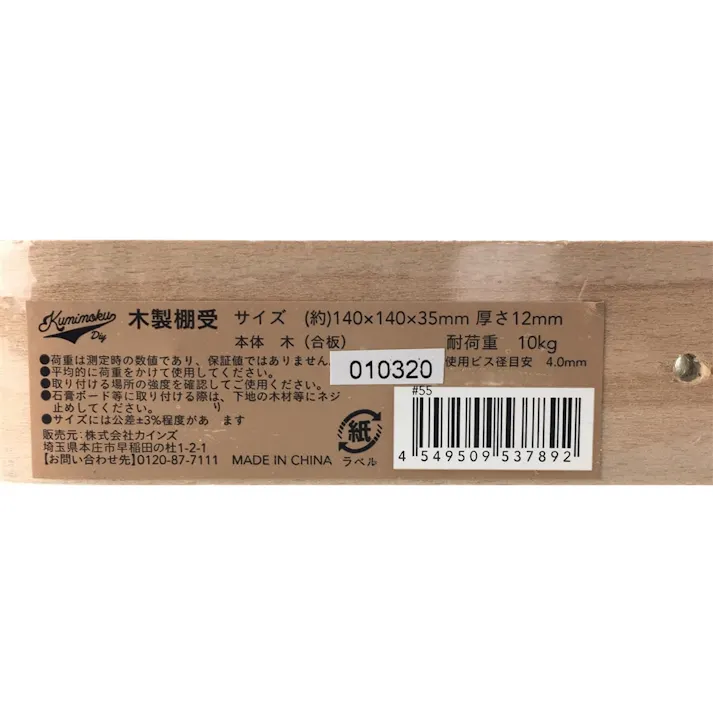 Kumimoku Diy
木製棚受 サイズ (約)140×140×35mm 厚さ12mm
本体 木(合板) 耐荷重 10kg
●荷重は測定時の数値であり、保証値ではありません
●平均的に荷重をかけて使用してください。 使用ビス径目安 4.0mm
010320
●取り付ける場所の強度を確認してご使用ください。
●石膏ボード等に取り付ける際は、下地の木材等にネジ
止めしてください。 り
●サイズには公差±3%程度があ ます
#55
販売元:株式会社カインズ
埼玉県本庄市早稲田の杜1-2-1
【お問い合わせ先】0120-87-7111 MADE IN CHINA
紙
ラベル
4 549509 537892